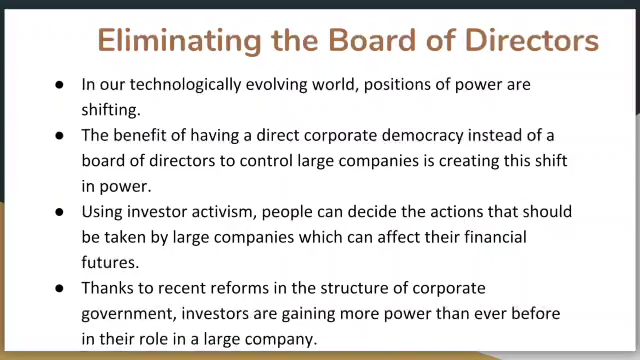 Eliminating the Board of Directors
● In our technologically evolving world, positions of power are
shifting.
● The benefit of having a direct corporate democracy instead of a
board of directors to control large companies is creating this shift
in power.
● Using investor activism, people can decide the actions that should
be taken by large companies which can affect their financial
futures.
● Thanks to recent reforms in the structure of corporate
government, investors are gaining more power than ever before
in their role in a large company.